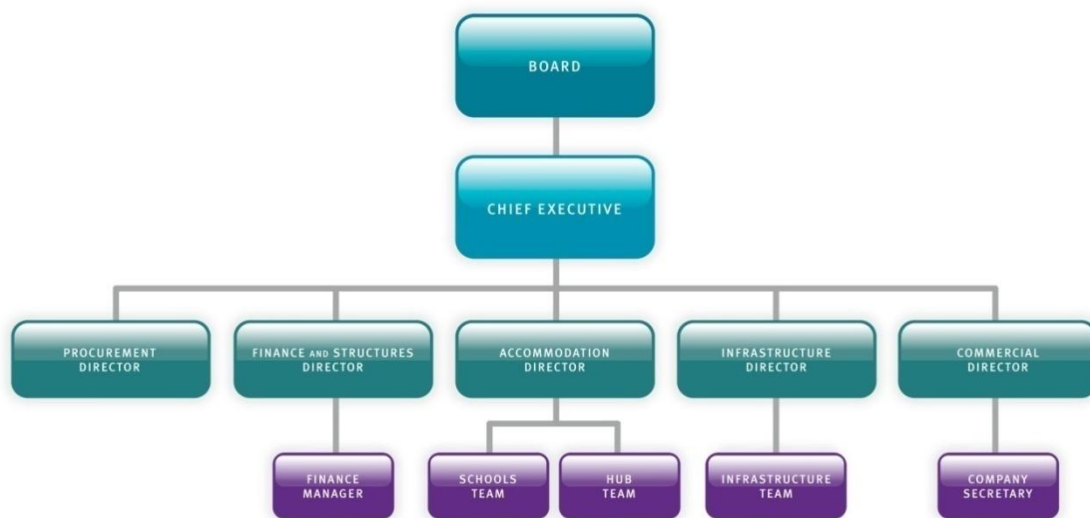 BOARD
CHIEF EXECUTIVE
PROCUREMENT
DIRECTOR
FINANCE AND STRUCTURES
DIRECTOR
ACCOMMODATION
DIRECTOR
INFRASTRUCTURE
DIRECTOR
COMMERCIAL
DIRECTOR
FINANCE
MANAGER
SCHOOLS
TEAM
HUB
TEAM
INFRASTRUCTURE
TEAM
COMPANY
SECRETARY